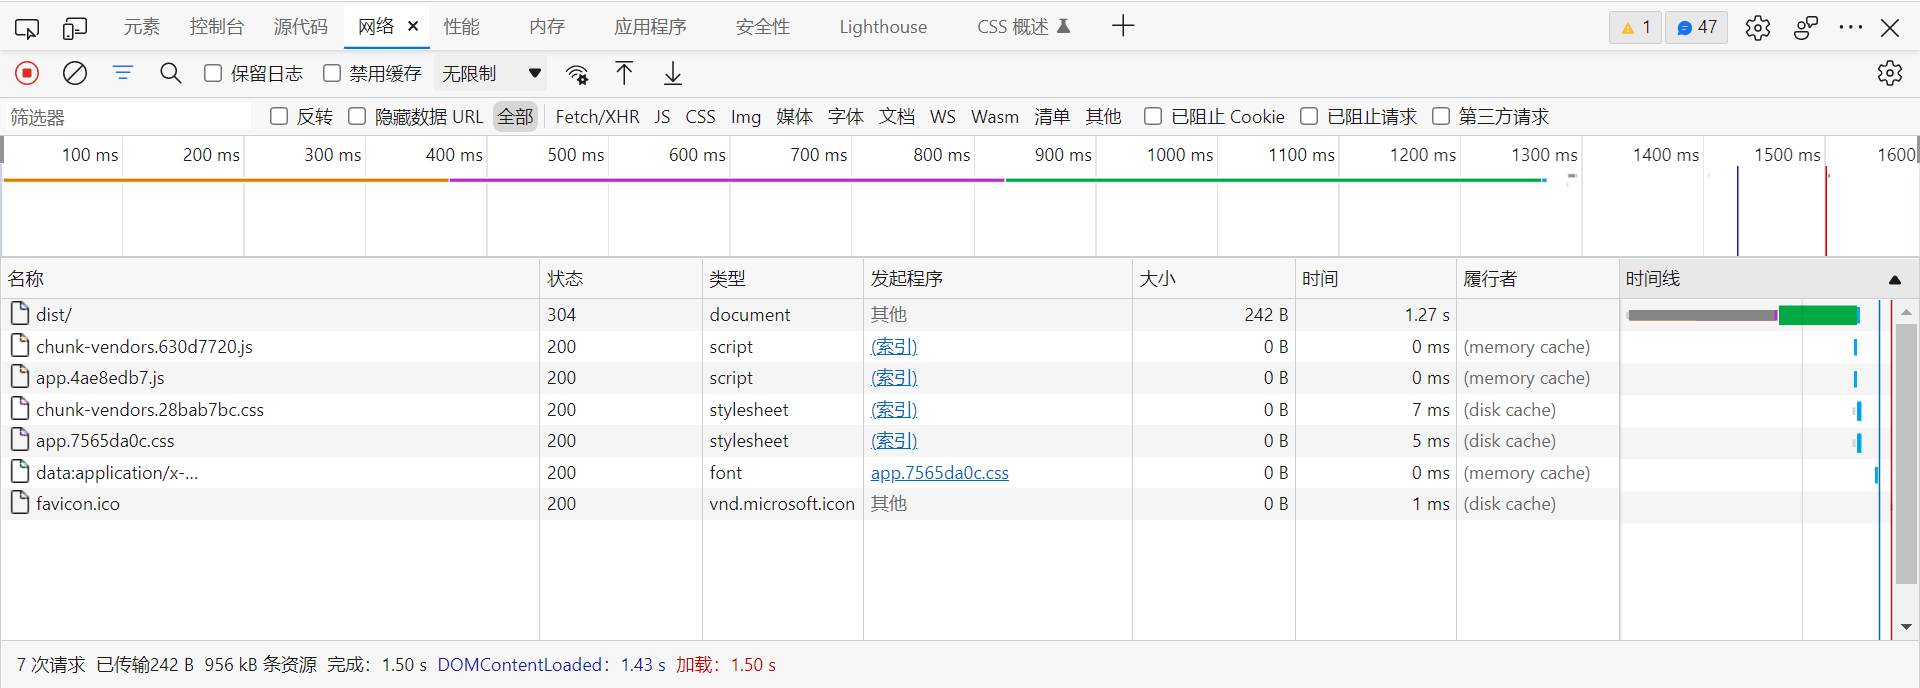 元素 控制台 源代码 网络 性能 内存 应用程序 安全性 Lighthouse CSS 概述 1 47
保留日志 禁用缓存 无限制
筛选器 反转 隐藏数据 URL 全部 Fetch/XHR JS CSS Img 媒体 字体 文档 WS Wasm 清单 其他 已阻止 Cookie 已阻止请求 第三方请求
100 ms 200 ms 300 ms 400 ms 500 ms 600 ms 700 ms 800 ms 900 ms 1000 ms 1100 ms 1200 ms 1300 ms 1400 ms 1500 ms 1600
名称 状态 类型 发起程序 大小 时间 履行者 时间线
dist/ 304 document 其他 242 B 1.27 s
chunk-vendors.630d7720.js 200 script (索引) 0 B 0 ms (memory cache)
app.4ae8edb7.js 200 script (索引) 0 B 0 ms (memory cache)
chunk-vendors.28bab7bc.css 200 stylesheet (索引) 0 B 7 ms (disk cache)
app.7565da0c.css 200 stylesheet (索引) 0 B 5 ms (disk cache)
data:application/x-... 200 font app.7565da0c.css 0 B 0 ms (memory cache)
favicon.ico 200 vnd.microsoft.icon 其他 0 B 1 ms (disk cache)
7 次请求 已传输242 B 956 kB 条资源 完成：1.50 s DOMContentLoaded：1.43 s 加载：1.50 s